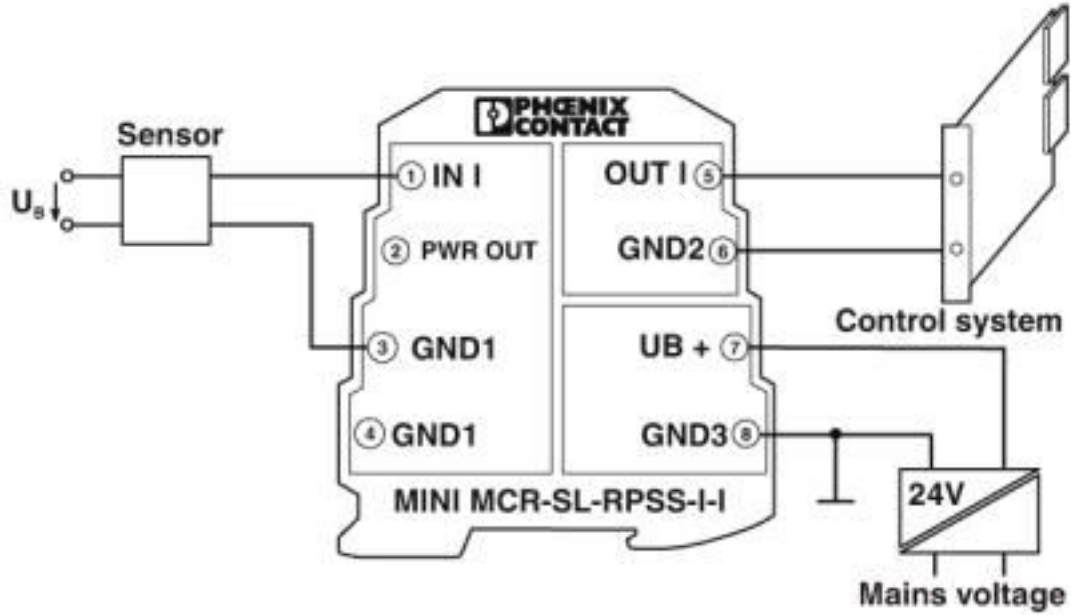 PHŒNIX
CONTACT
Sensor
U_B
1 IN I
OUT I 5
2 PWR OUT
GND2 6
Control system
3 GND1
UB + 7
4 GND1
GND3 8
24V
MINI MCR-SL-RPSS-I-I
Mains voltage